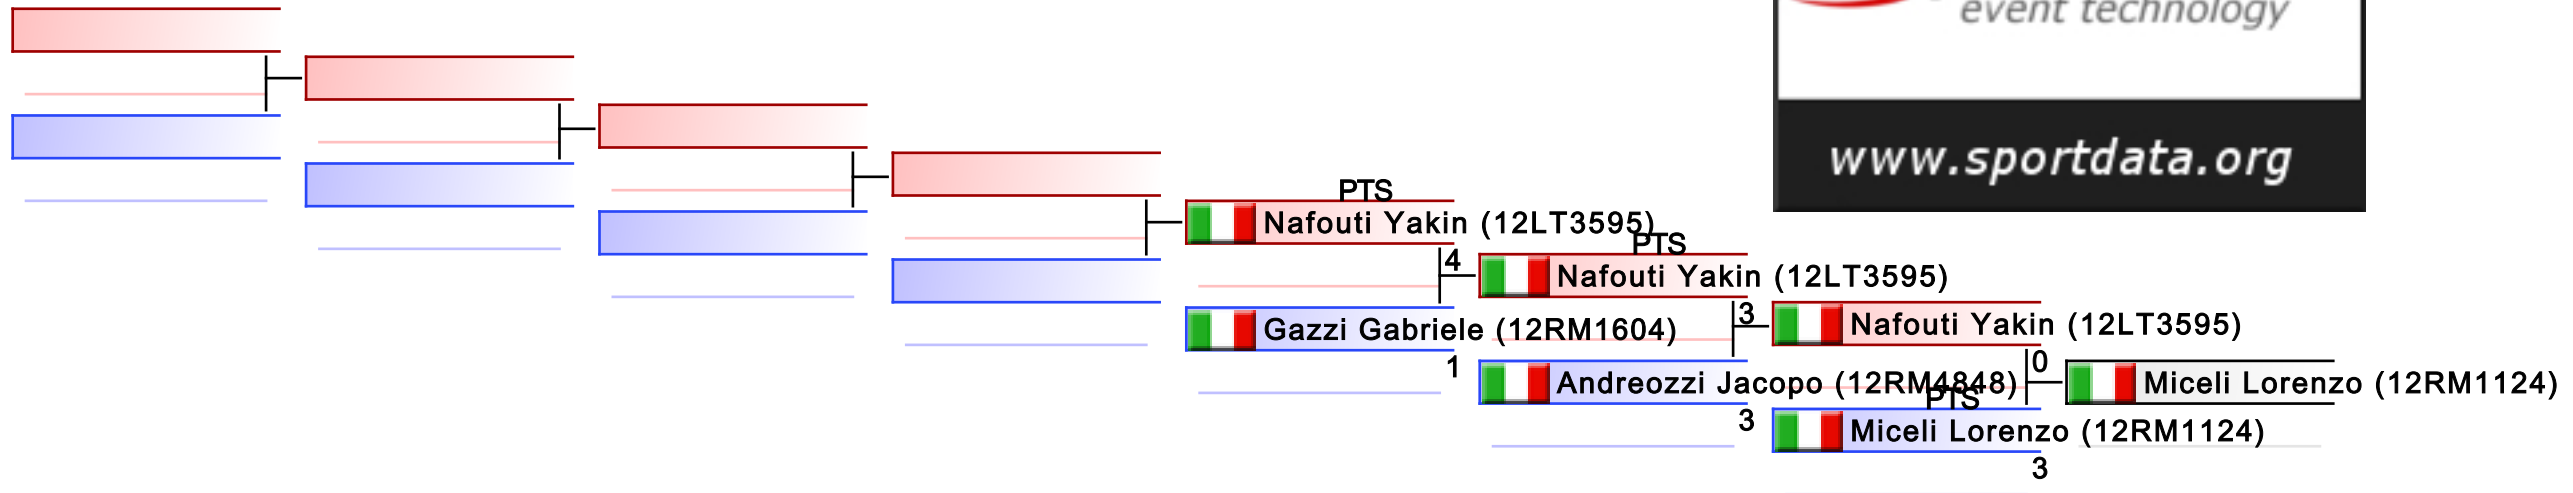 event technology
www.sportdata.org
PTS
Nafouti Yakin (12LT3595)
4
Gazzi Gabriele (12RM1604)
1
PTS
Nafouti Yakin (12LT3595)
3
Andreozzi Jacopo (12RM4848)
3
Nafouti Yakin (12LT3595)
0
PTS
Miceli Lorenzo (12RM1124)
3
Miceli Lorenzo (12RM1124)